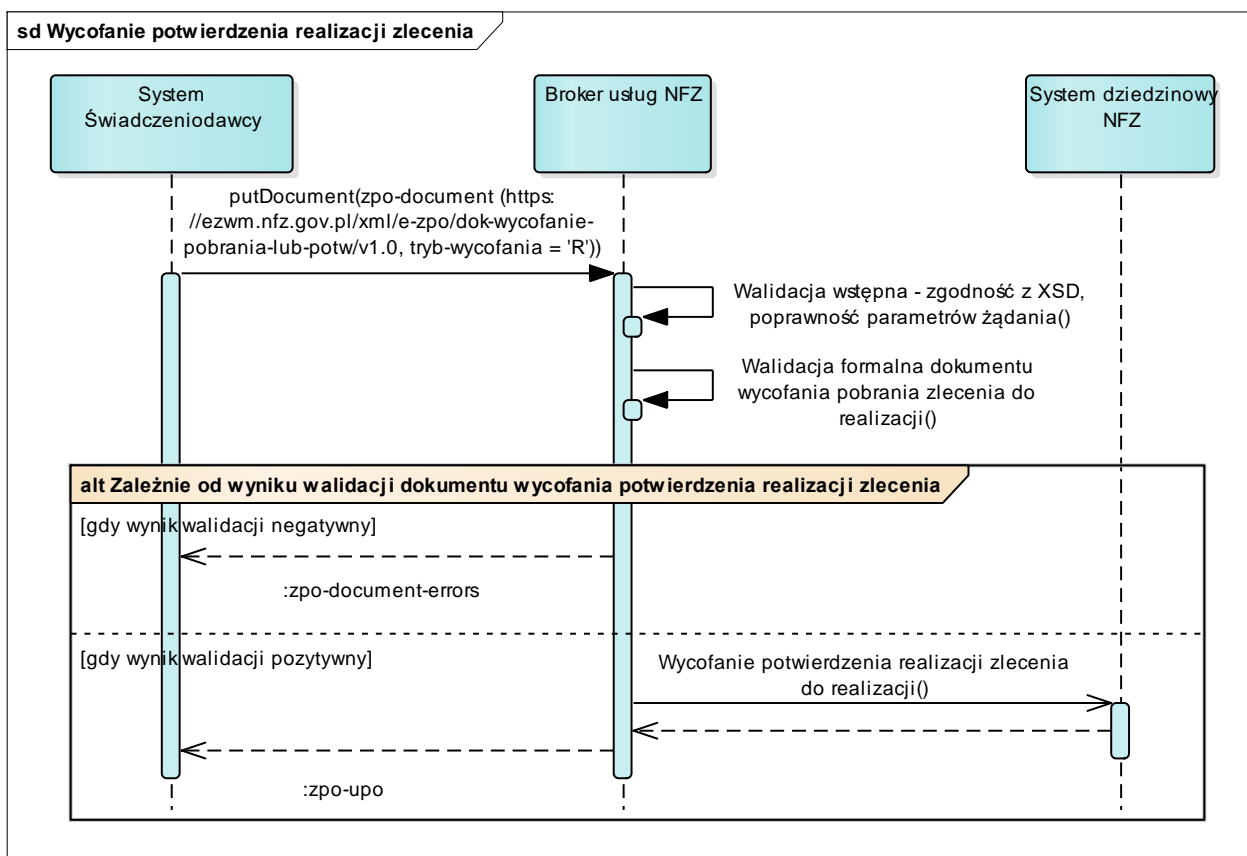 sd Wycofanie potwierdzenia realizacji zlecenia
System
Świadczeniodawcy
Broker usług NFZ
System dziedzinowy
NFZ
putDocument(zpo-document (https:
//ezwm.nfz.gov.pl/xml/e-zpo/dok-wycofanie-
pobrania-lub-potw/v1.0, tryb-wycofania = 'R'))
Walidacja wstępna - zgodność z XSD,
poprawność parametrów żądania()
Walidacja formalna dokumentu
wycofania pobrania zlecenia do
realizacji()
alt Zależnie od wyniku walidacji dokumentu wycofania potwierdzenia realizacji zlecenia
[gdy wynik walidacji negatywny]
:zpo-document-errors
[gdy wynik walidacji pozytywny]
Wycofanie potwierdzenia realizacji zlecenia
do realizacji()
:zpo-upo